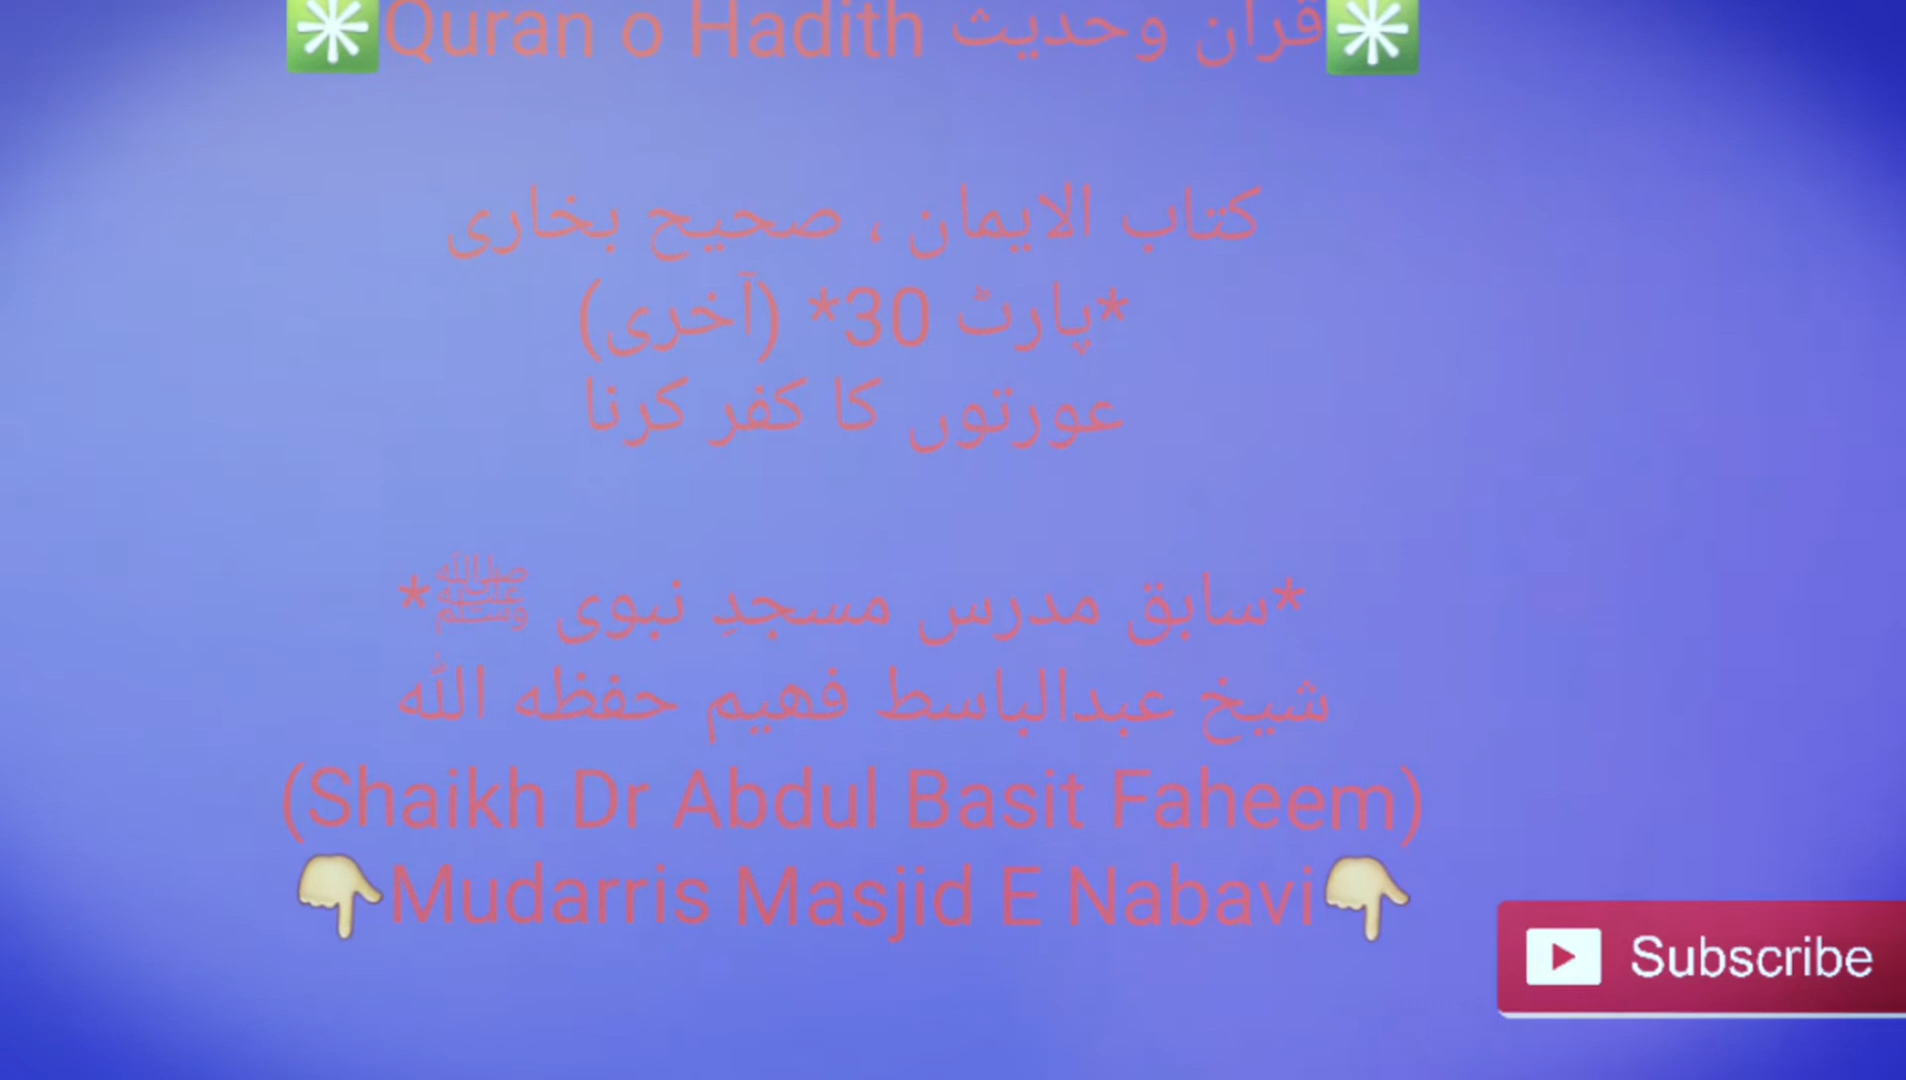 ✳️Quran o Hadith قرآن وحدیث✳️
کتاب الایمان ، صحیح بخاری
*پارٹ 30* (آخری)
عورتوں کا کفر کرنا
*سابق مدرس مسجدِ نبوی ﷺ*
شیخ عبدالباسط فهیم حفظه الله
(Shaikh Dr Abdul Basit Faheem)
👇Mudarris Masjid E Nabavi👇
Subscribe